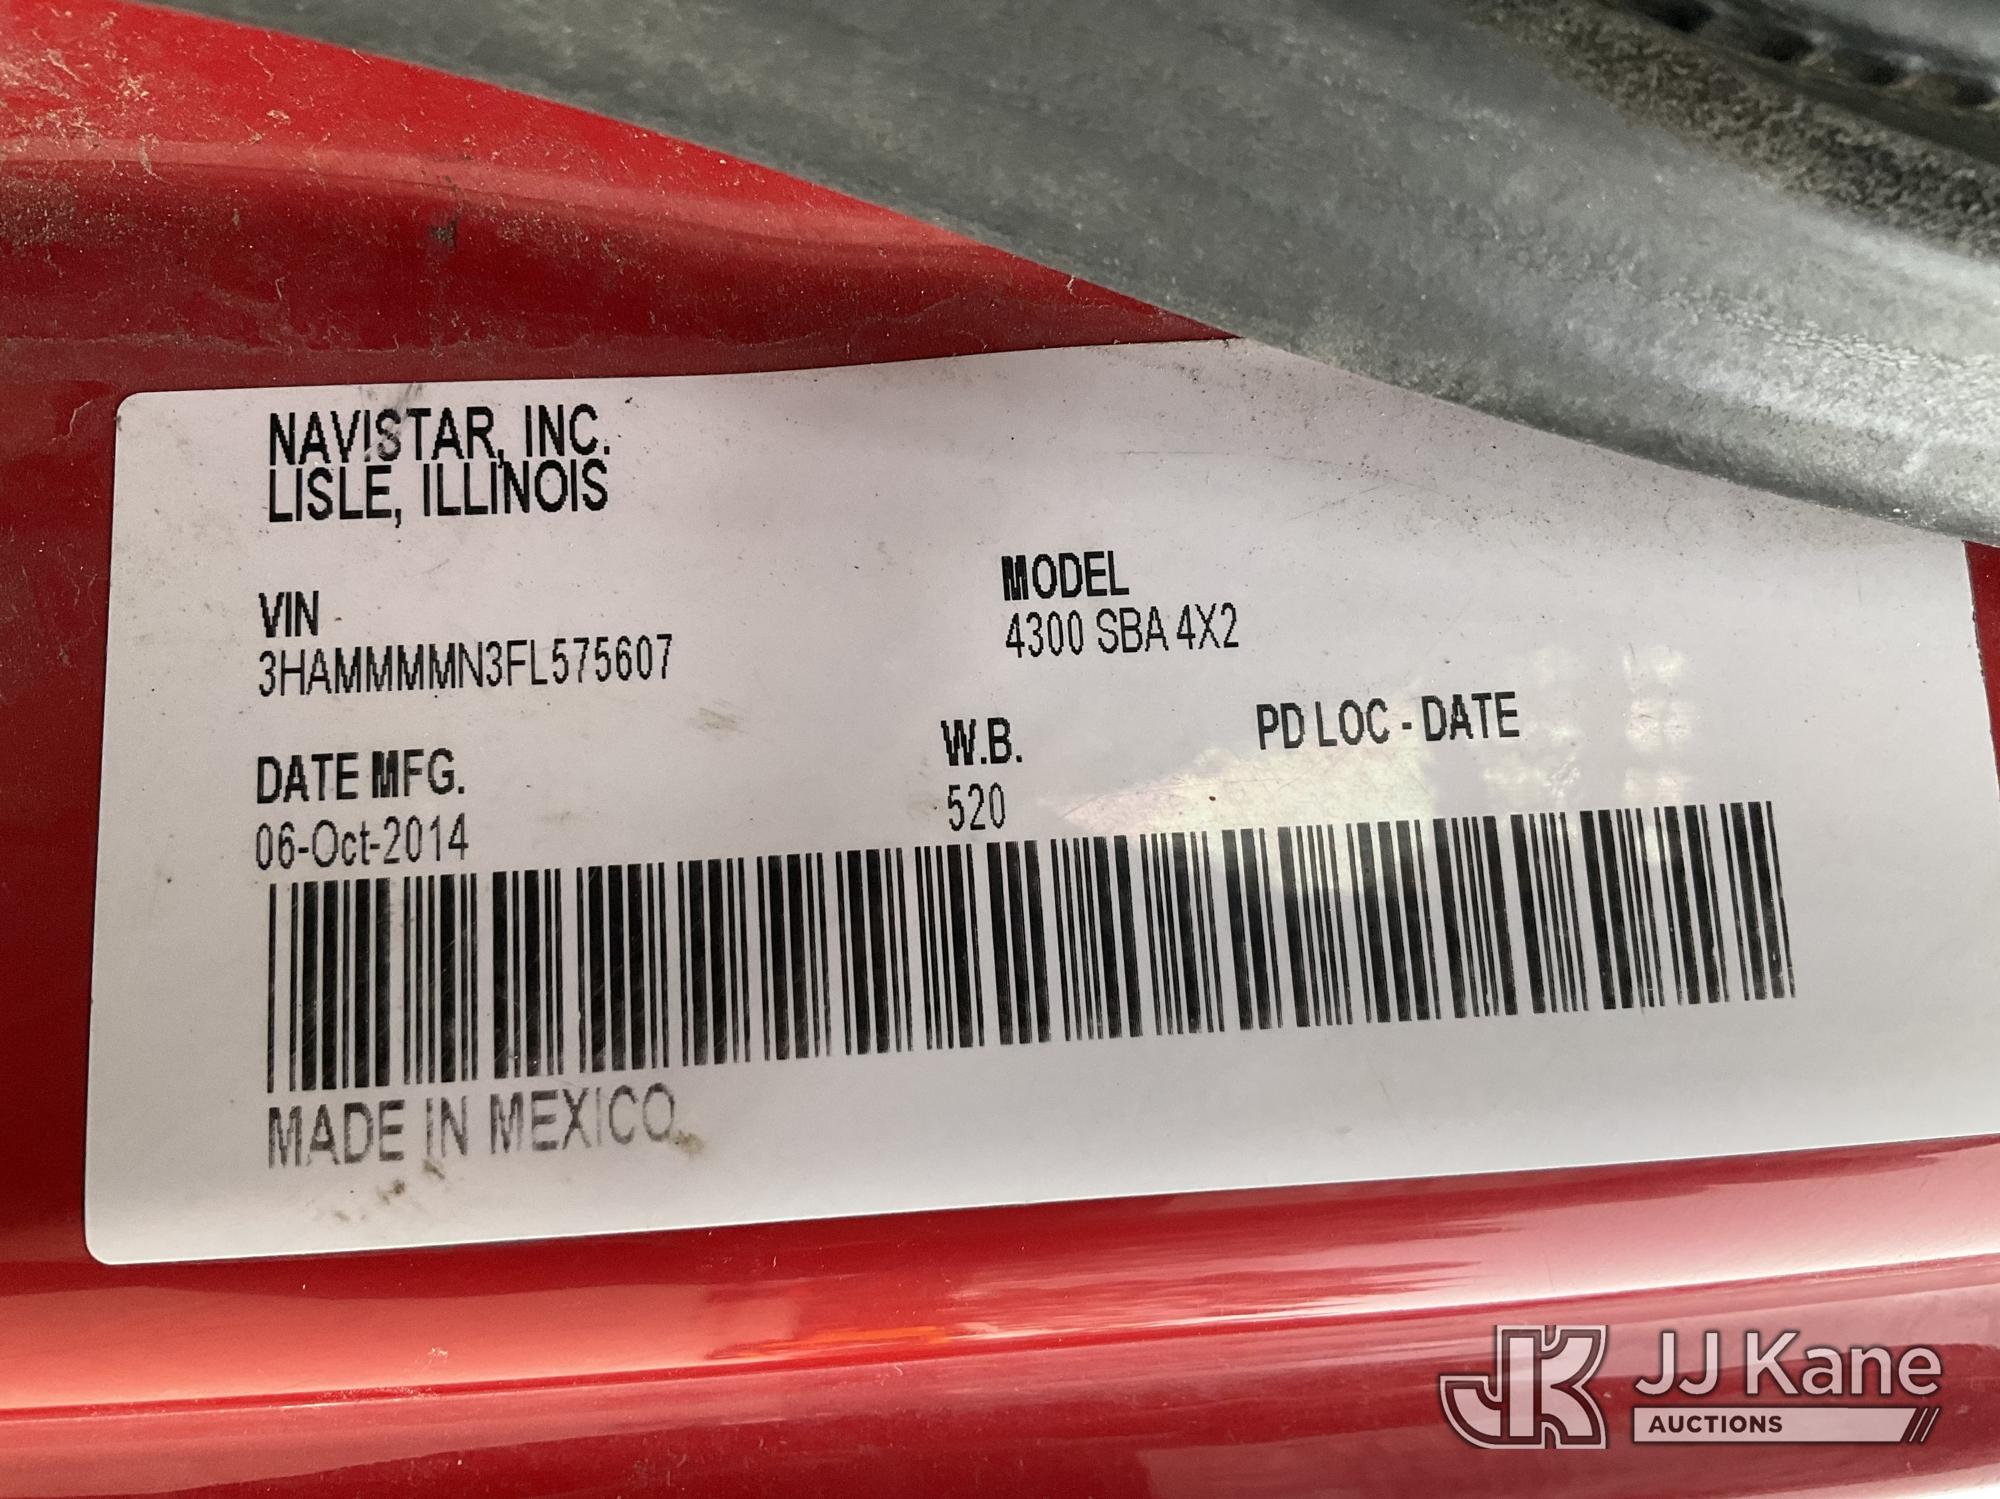 NAVISTAR, INC.
LISLE, ILLINOIS
VIN
3HAMMMMN3FL575607
MODEL
4300 SBA 4X2
DATE MFG.
06-Oct-2014
W.B.
520
PD LOC - DATE
MADE IN MEXICO
JK
JJ Kane
AUCTIONS